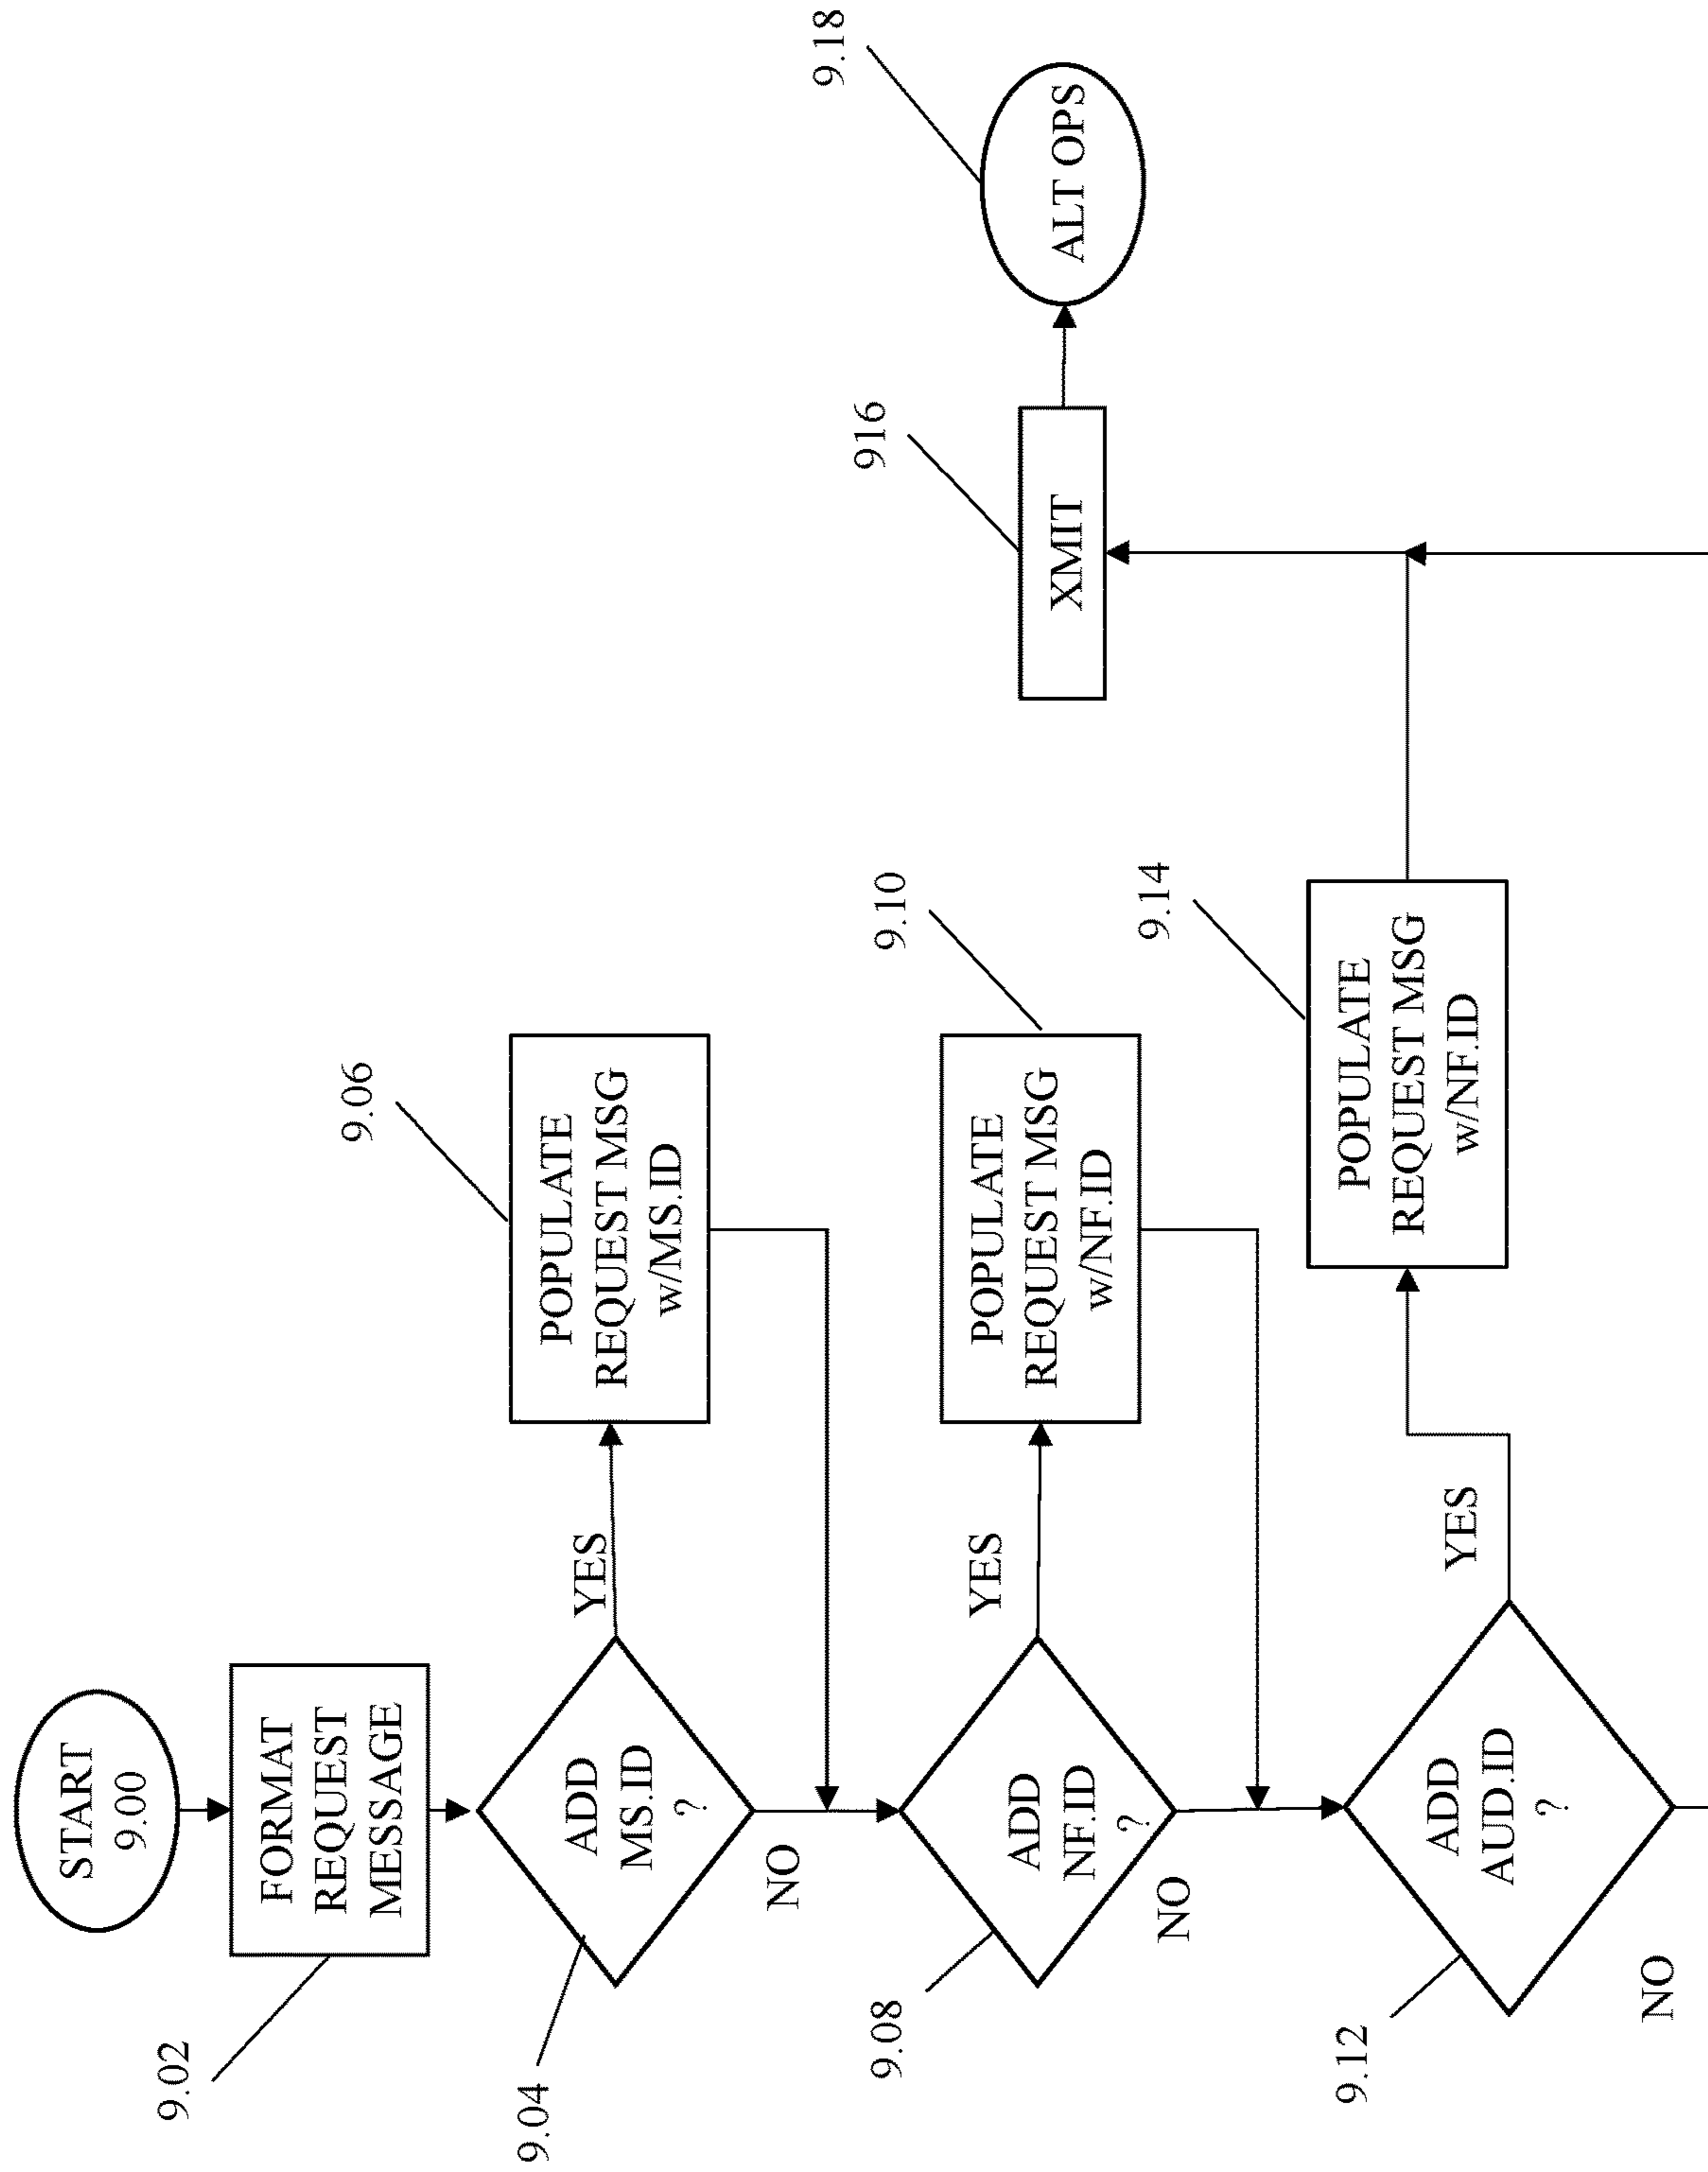 START
9.00
9.02
FORMAT
REQUEST
MESSAGE
9.04
ADD
MS.ID
?
YES
NO
9.06
POPULATE
REQUEST MSG
w/MS.ID
9.08
ADD
NF.ID
?
YES
NO
9.10
POPULATE
REQUEST MSG
w/NF.ID
9.12
ADD
AUD.ID
?
YES
NO
9.14
POPULATE
REQUEST MSG
w/NF.ID
916
XMIT
9.18
ALT OPS